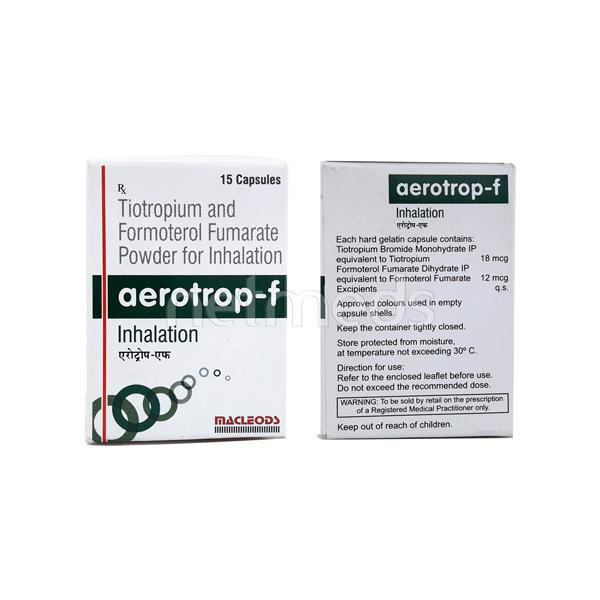 15 Capsules
Rx
Tiotropium and
Formoterol Fumarate
Powder for Inhalation
aerotrop-f
Inhalation
एरोट्रोप-एफ
MACLEODS
aerotrop-f
Inhalation
एरोट्रोप-एफ
Each hard gelatin capsule contains:
Tiotropium Bromide Monohydrate IP
equivalent to Tiotropium 18 mcg
Formoterol Fumarate Dihydrate IP
equivalent to Formoterol Fumarate 12 mcg
Excipients q.s.
Approved colours used in empty
capsule shells.
Keep the container tightly closed.
Store protected from moisture,
at temperature not exceeding 30º C.
Direction for use:
Refer to the enclosed leaflet before use.
Do not exceed the recommended dose.
WARNING: To be sold by retail on the prescription
of a Registered Medical Practitioner only.
Keep out of reach of children.
netmeds